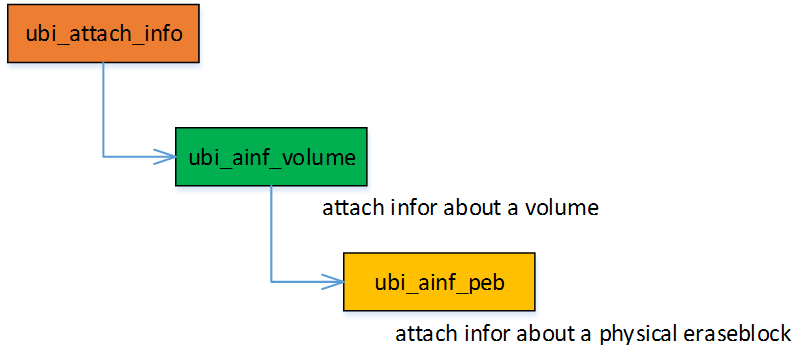 ubi_attach_info
ubi_ainf_volume
attach infor about a volume
ubi_ainf_peb
attach infor about a physical eraseblock